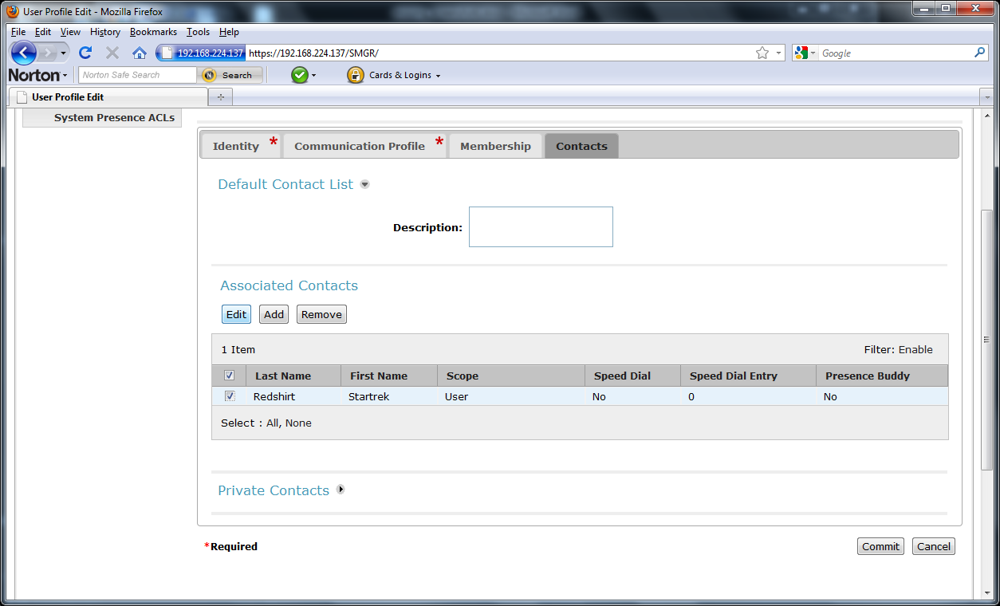 User Profile Edit - Mozilla Firefox
File Edit View History Bookmarks Tools Help
192.168.224.137 https://192.168.224.137/SMGR/ Google
Norton Norton Safe Search N Search Cards & Logins
User Profile Edit
System Presence ACLs
Identity * Communication Profile * Membership Contacts
Default Contact List
Description:
Associated Contacts
Edit Add Remove
1 Item Filter: Enable
Last Name First Name Scope Speed Dial Speed Dial Entry Presence Buddy
Redshirt Startrek User No 0 No
Select : All, None
Private Contacts
*Required Commit Cancel